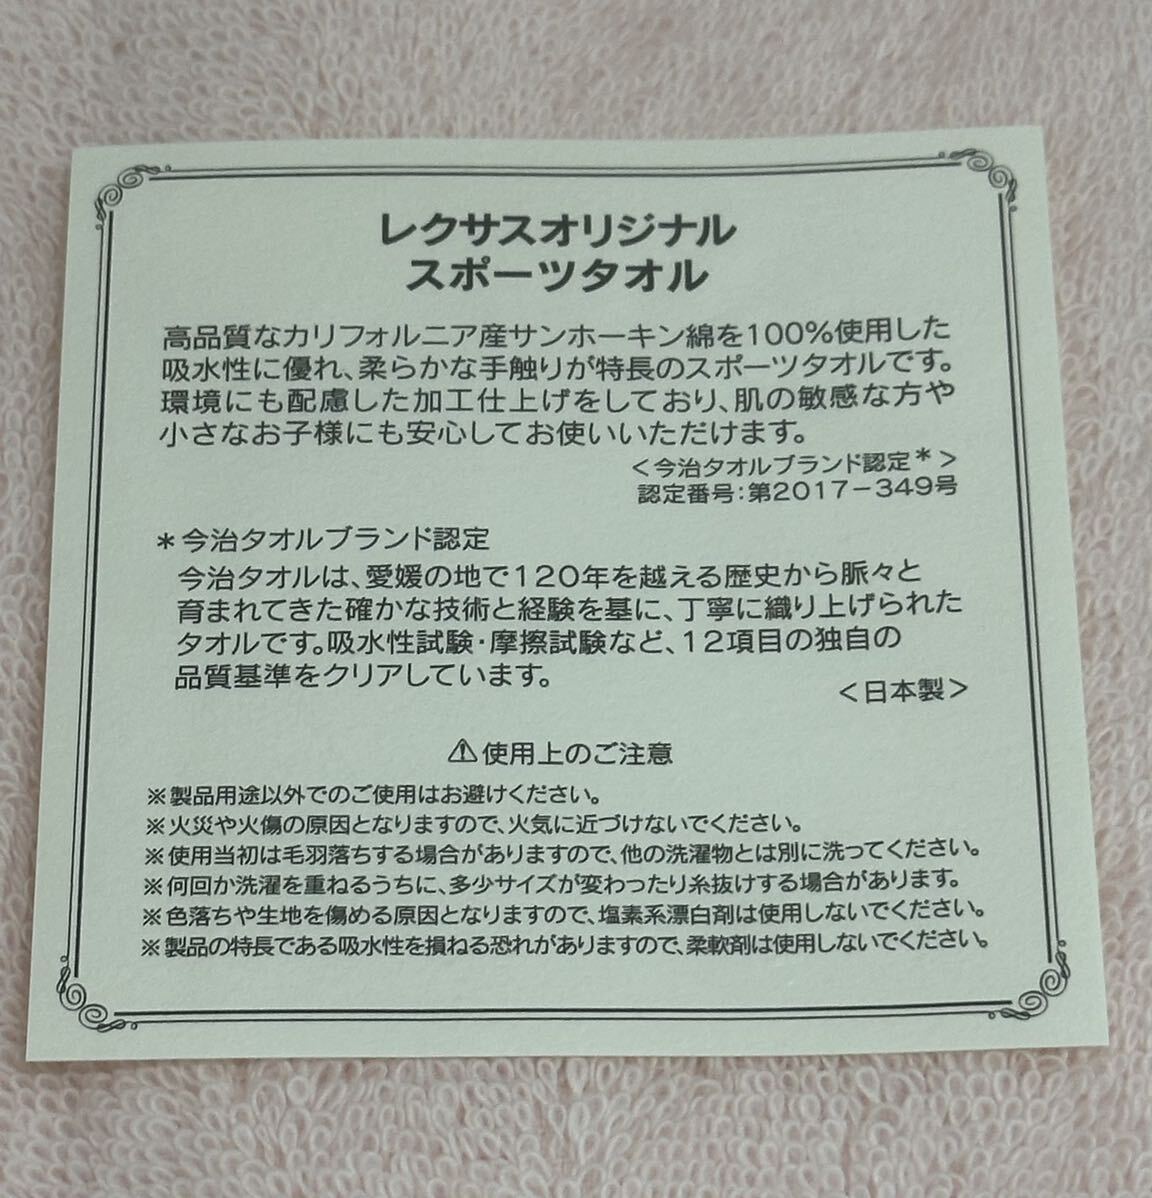 レクサスオリジナル
スポーツタオル
高品質なカリフォルニア産サンホーキン綿を100%使用した
吸水性に優れ、柔らかな手触りが特長のスポーツタオルです。
環境にも配慮した加工仕上げをしており、肌の敏感な方や
小さなお子様にも安心してお使いいただけます。
＜今治タオルブランド認定＊＞
認定番号：第2017－349号
＊今治タオルブランド認定
今治タオルは、愛媛の地で120年を越える歴史から脈々と
育まれてきた確かな技術と経験を基に、丁寧に織り上げられた
タオルです。吸水性試験・摩擦試験など、12項目の独自の
品質基準をクリアしています。
＜日本製＞
⚠使用上のご注意
※製品用途以外でのご使用はお避けください。
※火災や火傷の原因となりますので、火気に近づけないでください。
※使用当初は毛羽落ちする場合がありますので、他の洗濯物とは別に洗ってください。
※何回か洗濯を重ねるうちに、多少サイズが変わったり糸抜けする場合があります。
※色落ちや生地を傷める原因となりますので、塩素系漂白剤は使用しないでください。
※製品の特長である吸水性を損ねる恐れがありますので、柔軟剤は使用しないでください。